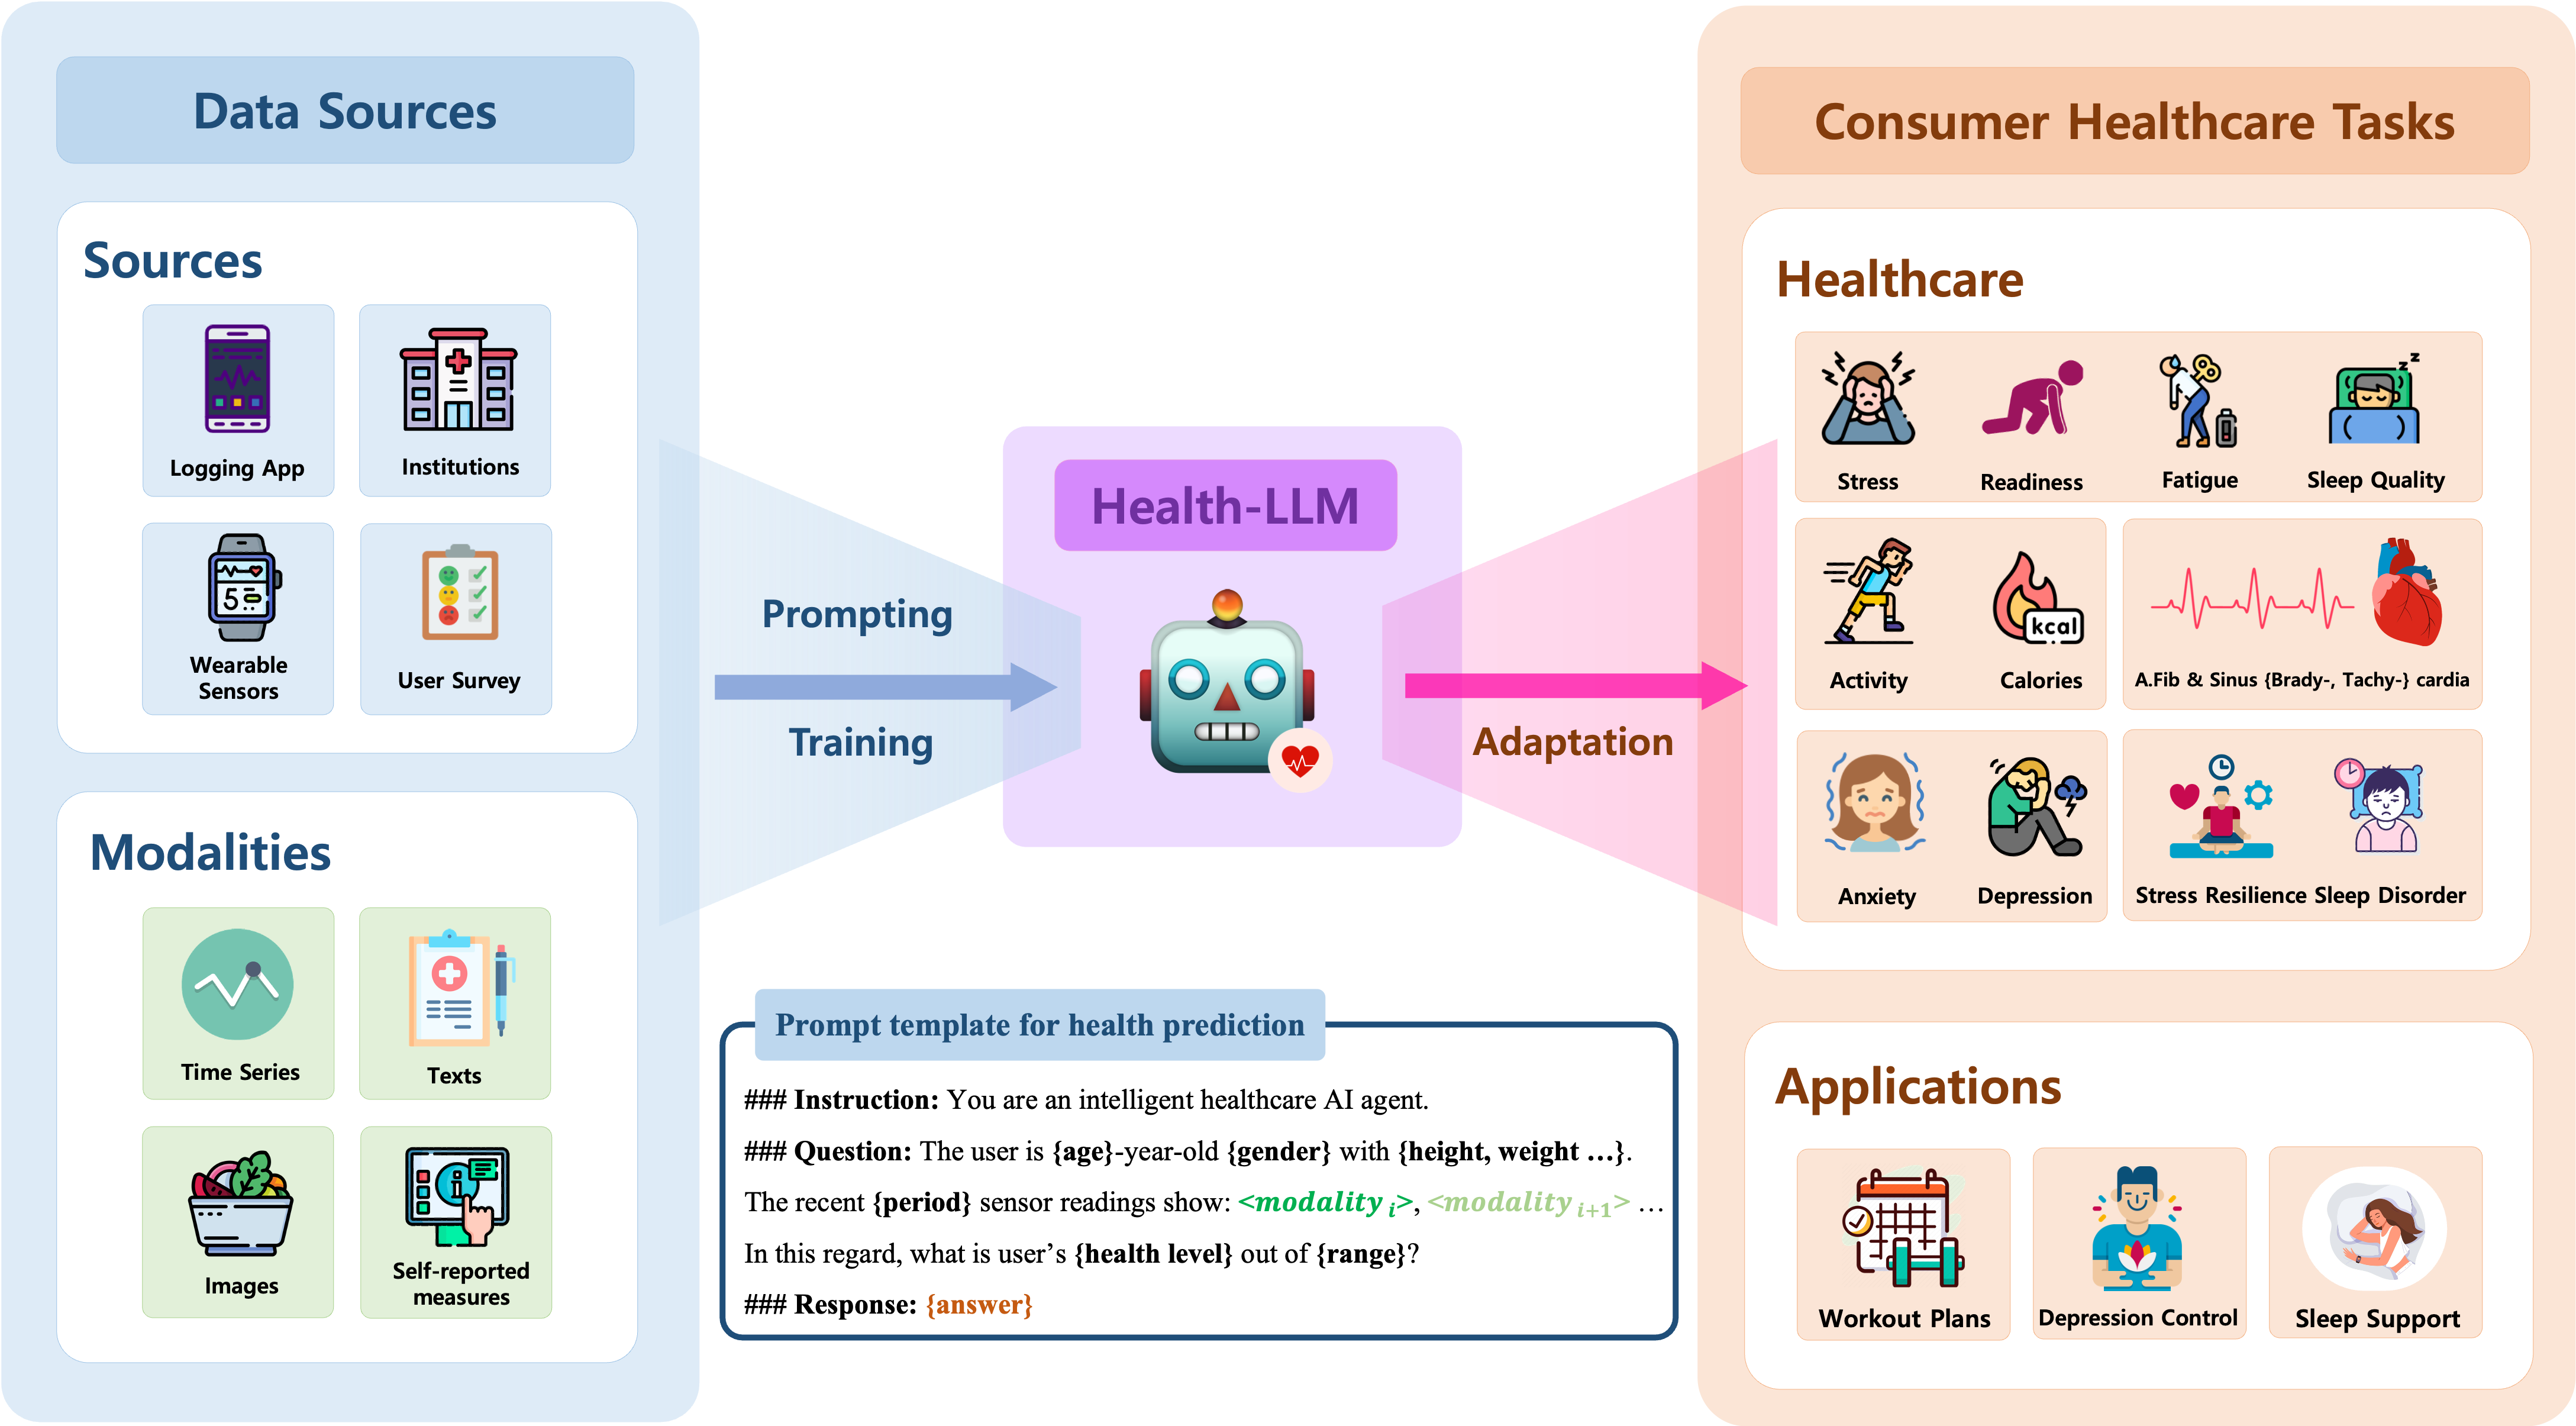 Data Sources
Sources
Logging App
Institutions
5
Wearable
Sensors
User Survey
Modalities
Time Series
Texts
Images
Self-reported
measures
Prompting
Training
Health-LLM
Adaptation
Prompt template for health prediction
### Instruction: You are an intelligent healthcare AI agent.
### Question: The user is {age}-year-old {gender} with {height, weight ...}.
The recent {period} sensor readings show: <modality i>, <modality i+1> ...
In this regard, what is user's {health level} out of {range}?
### Response: {answer}
Consumer Healthcare Tasks
Healthcare
z z
Stress
Readiness
Fatigue
Sleep Quality
kcal
Activity
Calories
A.Fib & Sinus {Brady-, Tachy-} cardia
Anxiety
Depression
Stress Resilience
Sleep Disorder
Applications
Workout Plans
Depression Control
Sleep Support